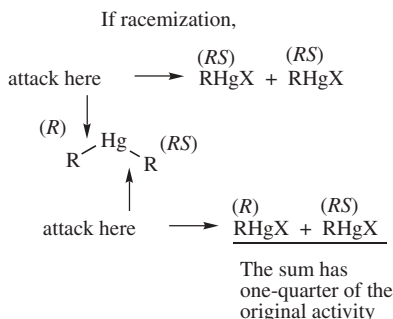 If racemization,
(RS) (RS)
attack here RHgX + RHgX
(R) Hg (RS)
R R
attack here
(R) (RS)
RHgX + RHgX
The sum has
one-quarter of the
original activity